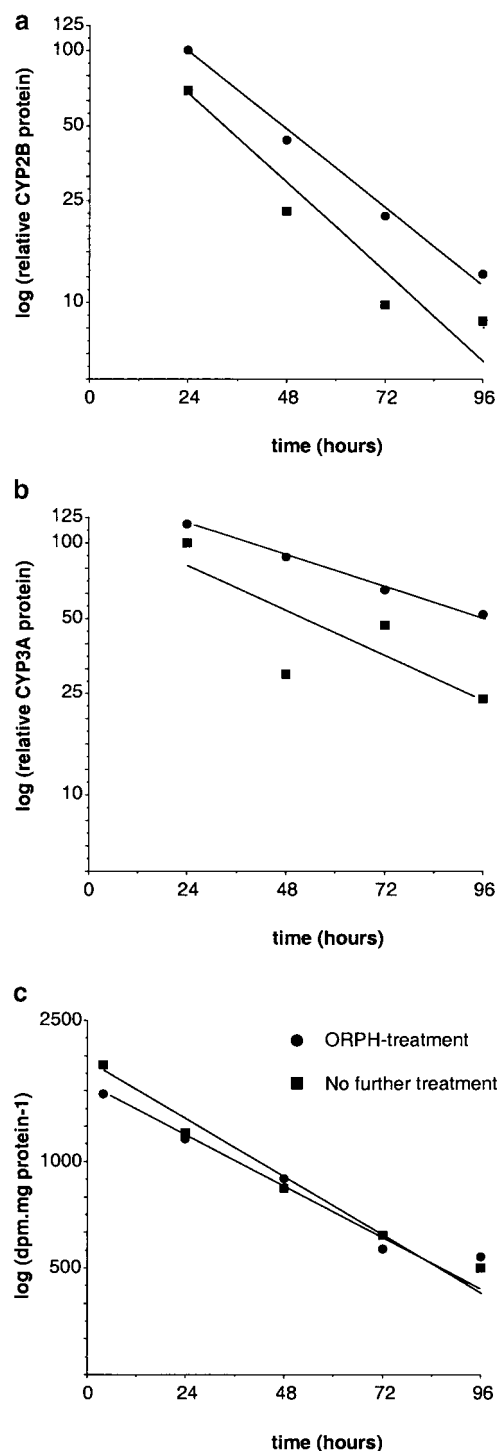 a
log (relative CYP2B protein)
100
50
25
10
0
24
48
72
96
time (hours)
b
log (relative CYP3A protein)
125
100
50
25
10
0
24
48
72
96
time (hours)
c
log (dpm.mg protein-1)
2500
1000
500
ORPH-treatment
No further treatment
0
24
48
72
96
time (hours)